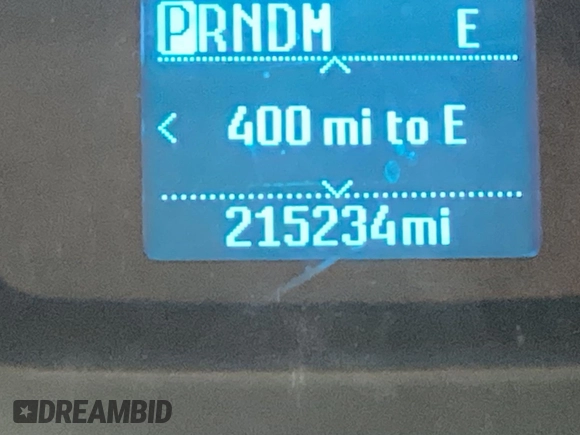 PRNDM E
< 400 mi to E
215234mi
DREAMBID